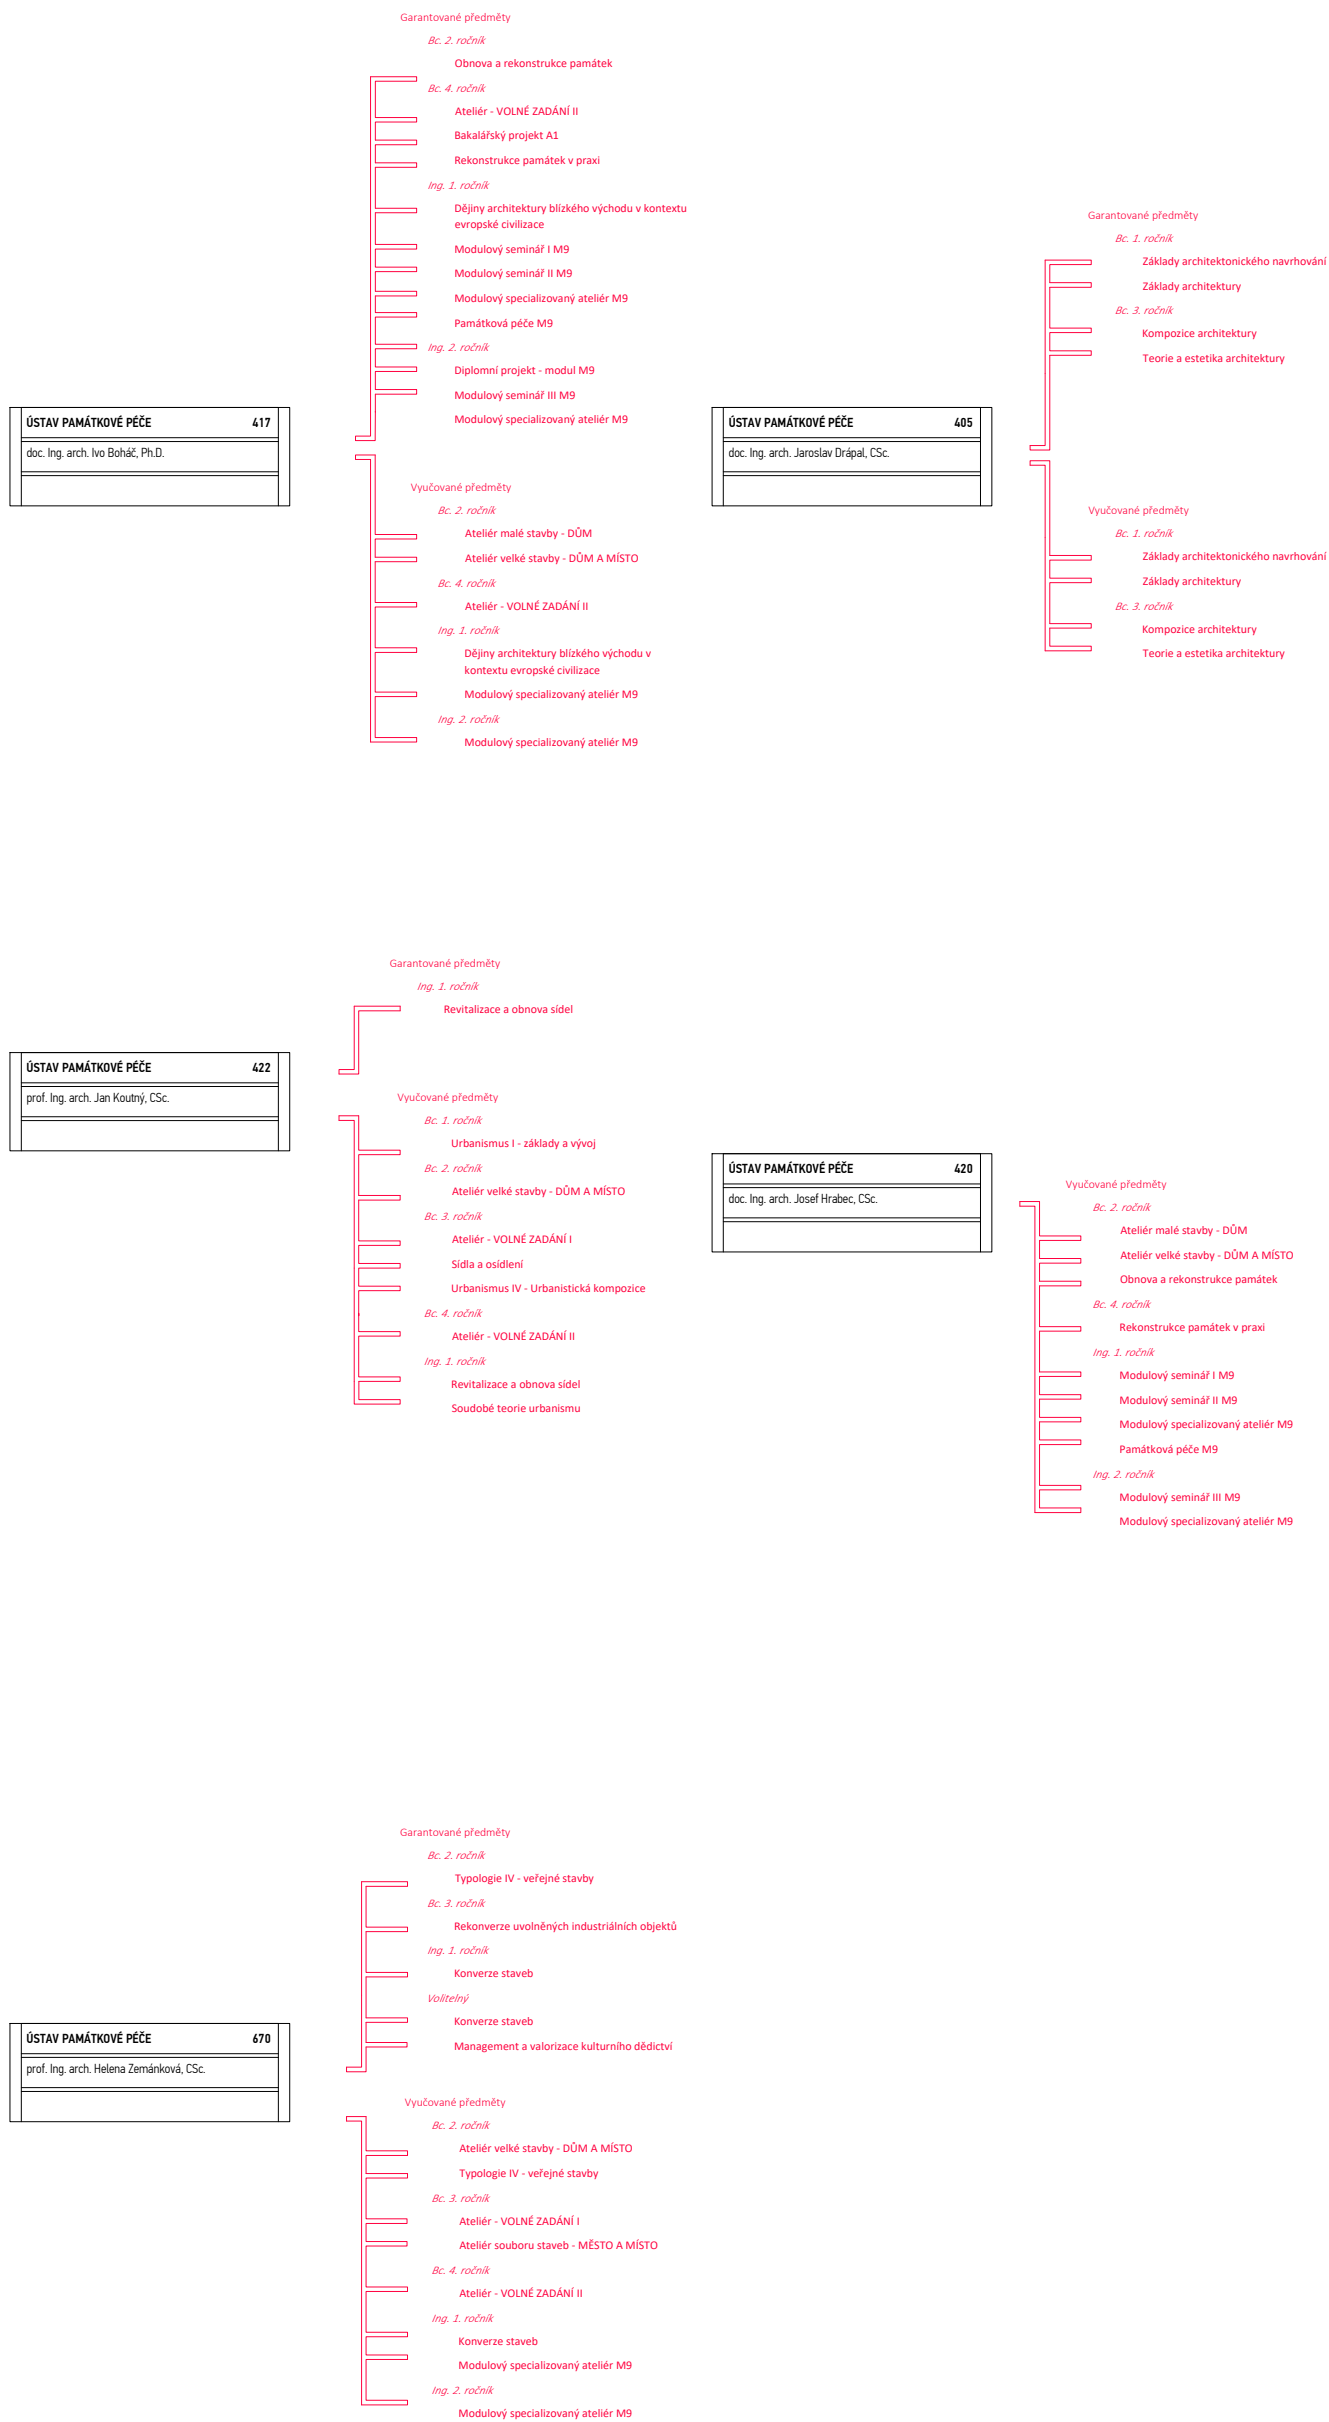 Garantované předměty
Bc. 2. ročník
Obnova a rekonstrukce památek
Bc. 4. ročník
Ateliér - VOLNÉ ZADÁNÍ II
Bakalářský projekt A1
Rekonstrukce památek v praxi
Ing. 1. ročník
Dějiny architektury blízkého východu v kontextu
evropské civilizace
Modulový seminář I M9
Modulový seminář II M9
Modulový specializovaný ateliér M9
Památková péče M9
Ing. 2. ročník
Diplomní projekt - modul M9
Modulový seminář III M9
Modulový specializovaný ateliér M9
ÚSTAV PAMÁTKOVÉ PÉČE 417
doc. Ing. arch. Ivo Boháč, Ph.D.
Vyučované předměty
Bc. 2. ročník
Ateliér malé stavby - DŮM
Ateliér velké stavby - DŮM A MÍSTO
Bc. 4. ročník
Ateliér - VOLNÉ ZADÁNÍ II
Ing. 1. ročník
Dějiny architektury blízkého východu v
kontextu evropské civilizace
Modulový specializovaný ateliér M9
Ing. 2. ročník
Modulový specializovaný ateliér M9
Garantované předměty
Bc. 1. ročník
Základy architektonického navrhování
Základy architektury
Bc. 3. ročník
Kompozice architektury
Teorie a estetika architektury
ÚSTAV PAMÁTKOVÉ PÉČE 405
doc. Ing. arch. Jaroslav Drápal, CSc.
Vyučované předměty
Bc. 1. ročník
Základy architektonického navrhování
Základy architektury
Bc. 3. ročník
Kompozice architektury
Teorie a estetika architektury
Garantované předměty
Ing. 1. ročník
Revitalizace a obnova sídel
ÚSTAV PAMÁTKOVÉ PÉČE 422
prof. Ing. arch. Jan Koutný, CSc.
Vyučované předměty
Bc. 1. ročník
Urbanismus I - základy a vývoj
Bc. 2. ročník
Ateliér velké stavby - DŮM A MÍSTO
Bc. 3. ročník
Ateliér - VOLNÉ ZADÁNÍ I
Sídla a osídlení
Urbanismus IV - Urbanistická kompozice
Bc. 4. ročník
Ateliér - VOLNÉ ZADÁNÍ II
Ing. 1. ročník
Revitalizace a obnova sídel
Soudobé teorie urbanismu
ÚSTAV PAMÁTKOVÉ PÉČE 420
doc. Ing. arch. Josef Hrabec, CSc.
Vyučované předměty
Bc. 2. ročník
Ateliér malé stavby - DŮM
Ateliér velké stavby - DŮM A MÍSTO
Obnova a rekonstrukce památek
Bc. 4. ročník
Rekonstrukce památek v praxi
Ing. 1. ročník
Modulový seminář I M9
Modulový seminář II M9
Modulový specializovaný ateliér M9
Památková péče M9
Ing. 2. ročník
Modulový seminář III M9
Modulový specializovaný ateliér M9
Garantované předměty
Bc. 2. ročník
Typologie IV - veřejné stavby
Bc. 3. ročník
Rekonverze uvolněných industriálních objektů
Ing. 1. ročník
Konverze staveb
Volitelný
Konverze staveb
Management a valorizace kulturního dědictví
ÚSTAV PAMÁTKOVÉ PÉČE 670
prof. Ing. arch. Helena Zemánková, CSc.
Vyučované předměty
Bc. 2. ročník
Ateliér velké stavby - DŮM A MÍSTO
Typologie IV - veřejné stavby
Bc. 3. ročník
Ateliér - VOLNÉ ZADÁNÍ I
Ateliér souboru staveb - MĚSTO A MÍSTO
Bc. 4. ročník
Ateliér - VOLNÉ ZADÁNÍ II
Ing. 1. ročník
Konverze staveb
Modulový specializovaný ateliér M9
Ing. 2. ročník
Modulový specializovaný ateliér M9